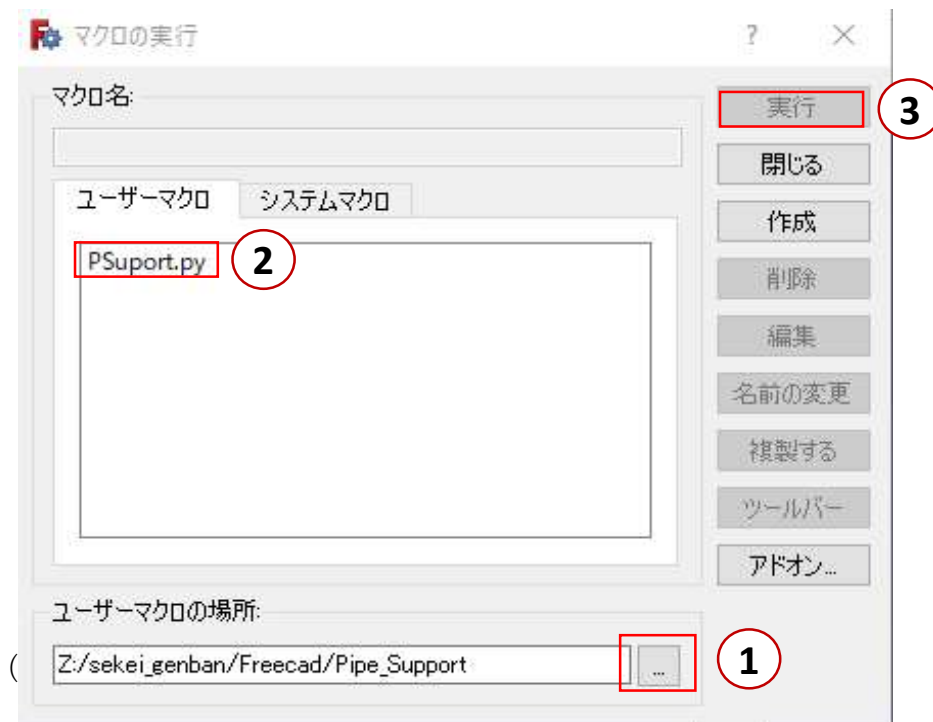 マクロの実行 ? ×
マクロ名:
実行
3
閉じる
ユーザーマクロ システムマクロ
作成
PSuport.py
2
削除
編集
名前の変更
複製する
ツールバー
アドオン...
ユーザーマクロの場所:
(
Z:/sekei_genban/Freecad/Pipe_Support
...
1